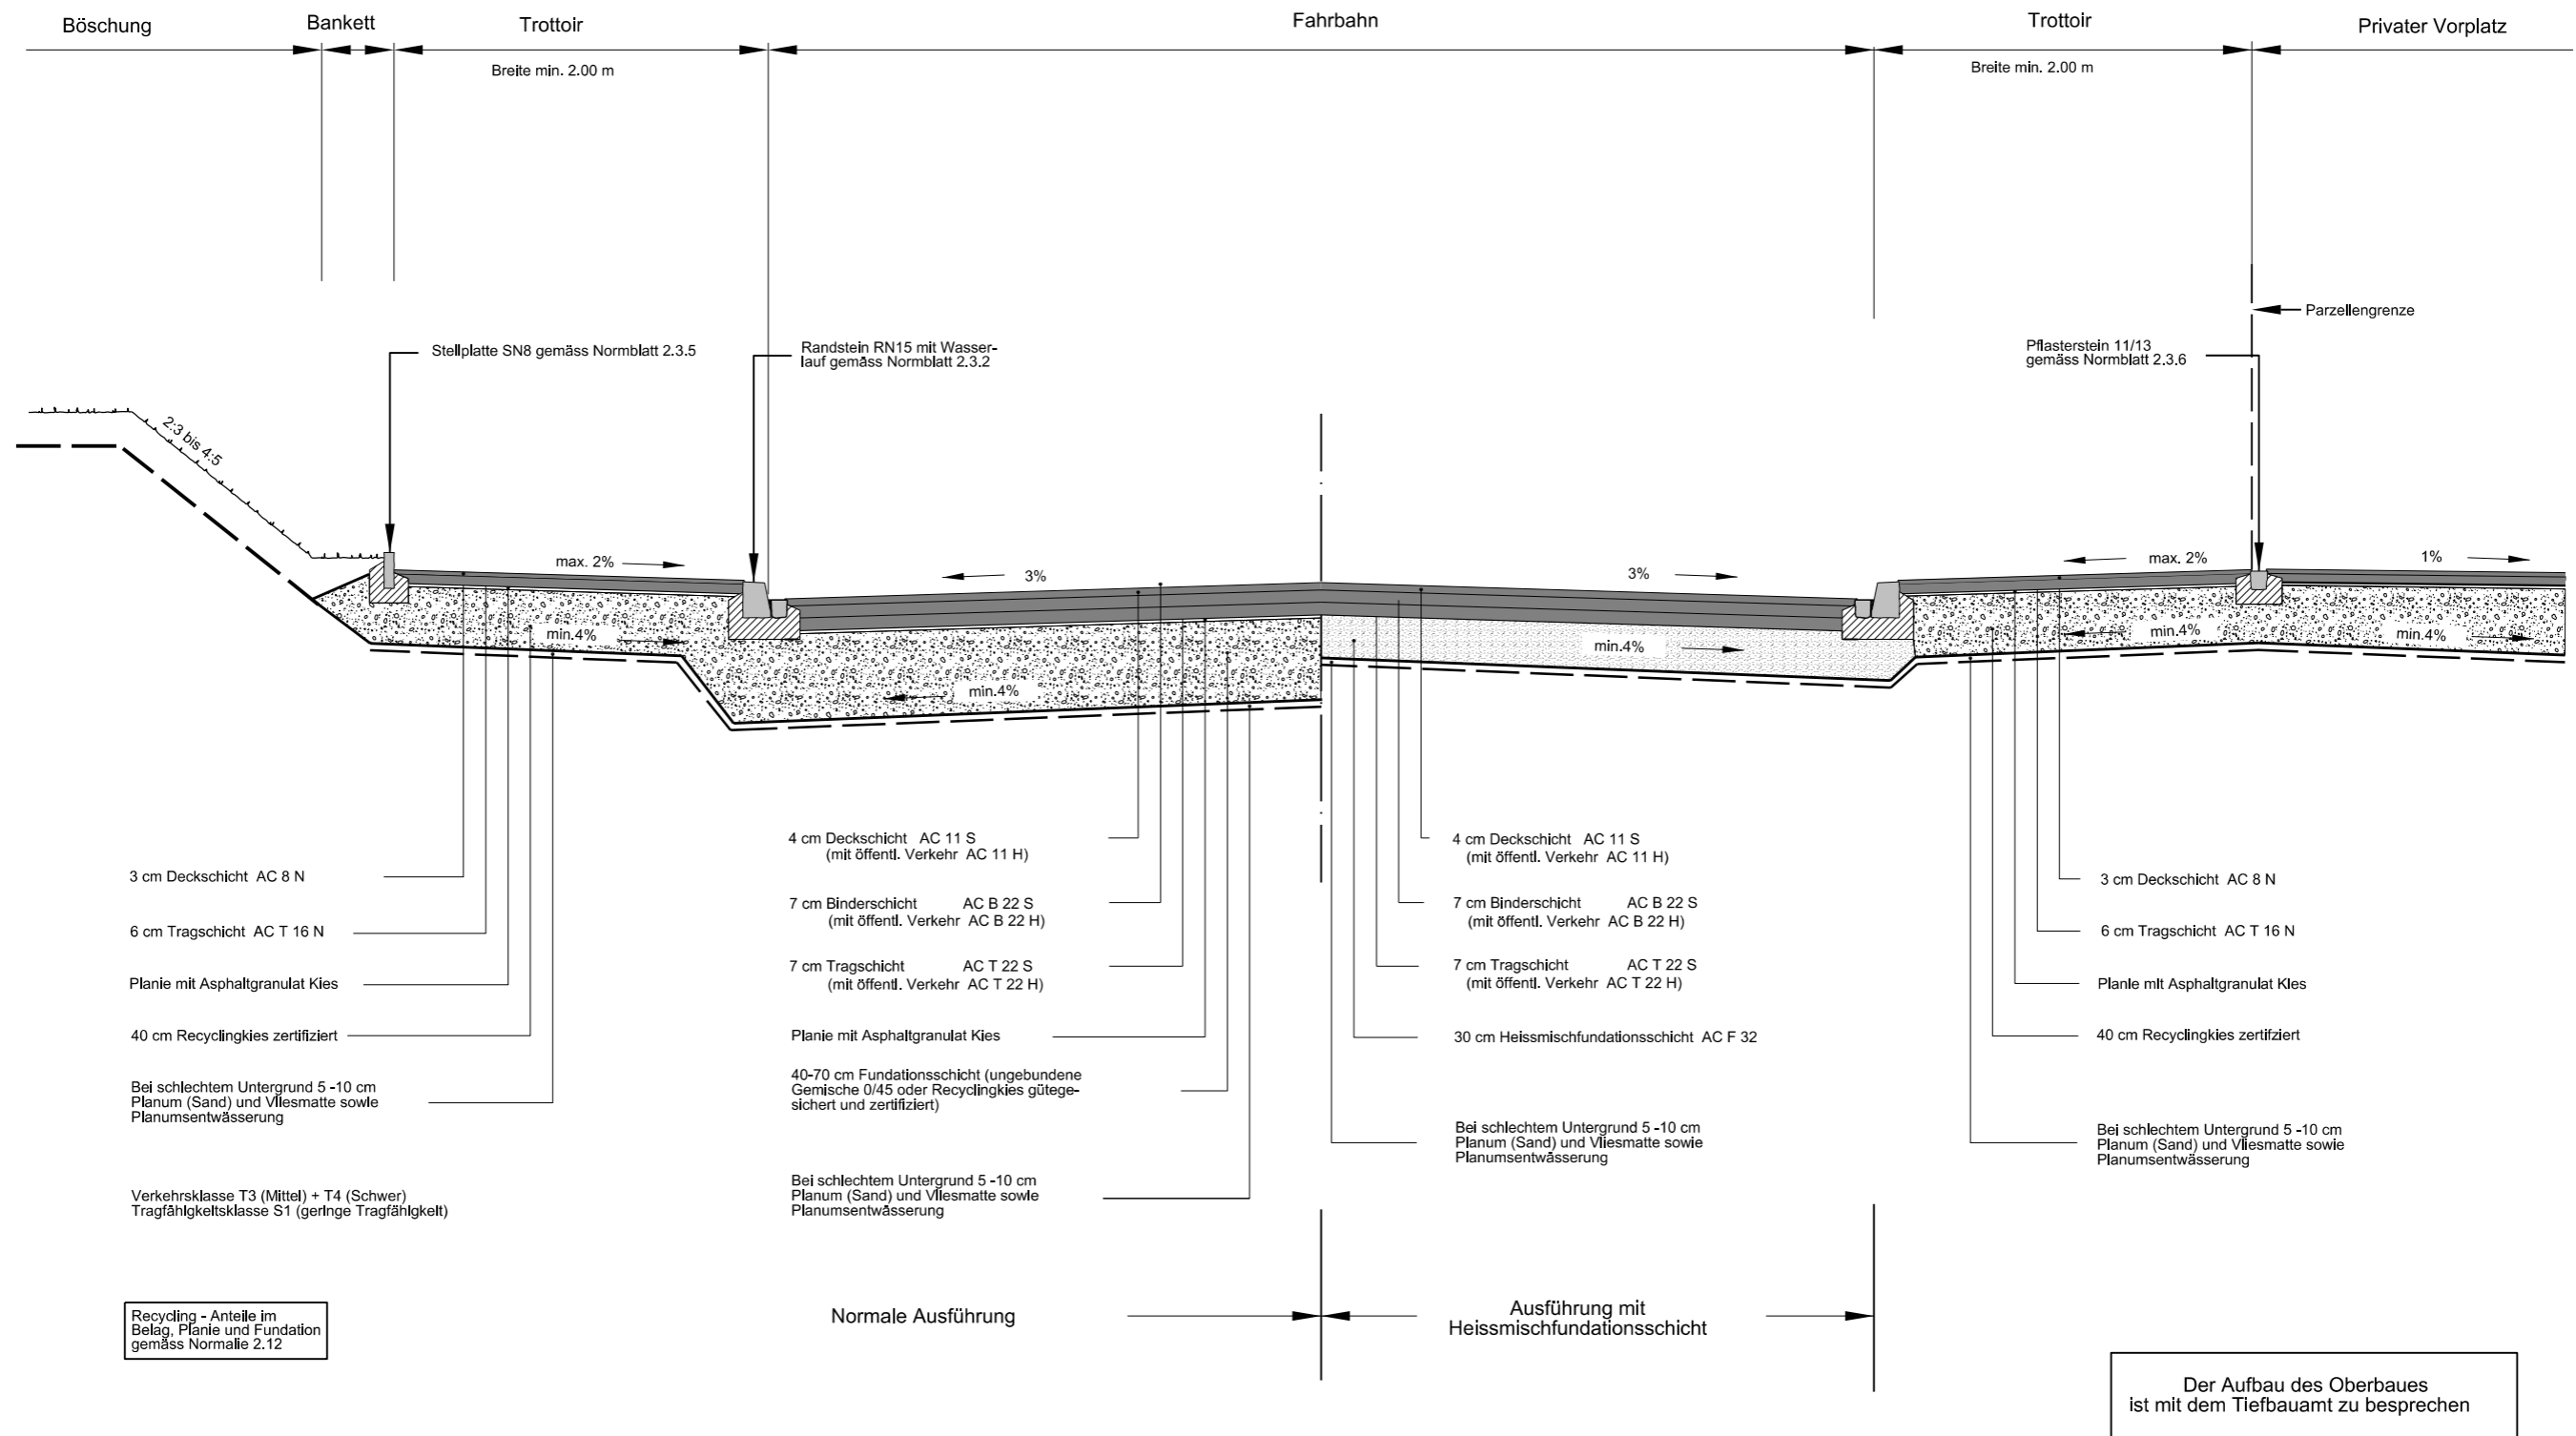 Böschung
Bankett
Trottoir
Fahrbahn
Trottoir
Privater Vorplatz
Breite min. 2.00 m
Breite min. 2.00 m
Parzellengrenze
Stellplatte SN8 gemäss Normblatt 2.3.5
Randstein RN15 mit Wasser-
lauf gemäss Normblatt 2.3.2
Pflasterstein 11/13
gemäss Normblatt 2.3.6
2:3 bis 4:5
max. 2%
3%
3%
max. 2%
1%
min.4%
min.4%
min.4%
min.4%
min.4%
3 cm Deckschicht AC 8 N
6 cm Tragschicht AC T 16 N
Planie mit Asphaltgranulat Kies
40 cm Recyclingkies zertifiziert
Bei schlechtem Untergrund 5 -10 cm
Planum (Sand) und Vliesmatte sowie
Planumsentwässerung
Verkehrsklasse T3 (Mittel) + T4 (Schwer)
Tragfähigkeitsklasse S1 (geringe Tragfähigkeit)
4 cm Deckschicht AC 11 S
(mit öffentl. Verkehr AC 11 H)
7 cm Binderschicht AC B 22 S
(mit öffentl. Verkehr AC B 22 H)
7 cm Tragschicht AC T 22 S
(mit öffentl. Verkehr AC T 22 H)
Planie mit Asphaltgranulat Kies
40-70 cm Fundationsschicht (ungebundene
Gemische 0/45 oder Recyclingkies gütege-
sichert und zertifiziert)
Bei schlechtem Untergrund 5 -10 cm
Planum (Sand) und Vliesmatte sowie
Planumsentwässerung
4 cm Deckschicht AC 11 S
(mit öffentl. Verkehr AC 11 H)
7 cm Binderschicht AC B 22 S
(mit öffentl. Verkehr AC B 22 H)
7 cm Tragschicht AC T 22 S
(mit öffentl. Verkehr AC T 22 H)
30 cm Heissmischfundationsschicht AC F 32
Bei schlechtem Untergrund 5 -10 cm
Planum (Sand) und Vliesmatte sowie
Planumsentwässerung
3 cm Deckschicht AC 8 N
6 cm Tragschicht AC T 16 N
Planie mit Asphaltgranulat Kies
40 cm Recyclingkies zertifziert
Bei schlechtem Untergrund 5 -10 cm
Planum (Sand) und Vliesmatte sowie
Planumsentwässerung
Recycling - Anteile im
Belag, Planie und Fundation
gemäss Normalie 2.12
Normale Ausführung
Ausführung mit
Heissmischfundationsschicht
Der Aufbau des Oberbaues
ist mit dem Tiefbauamt zu besprechen